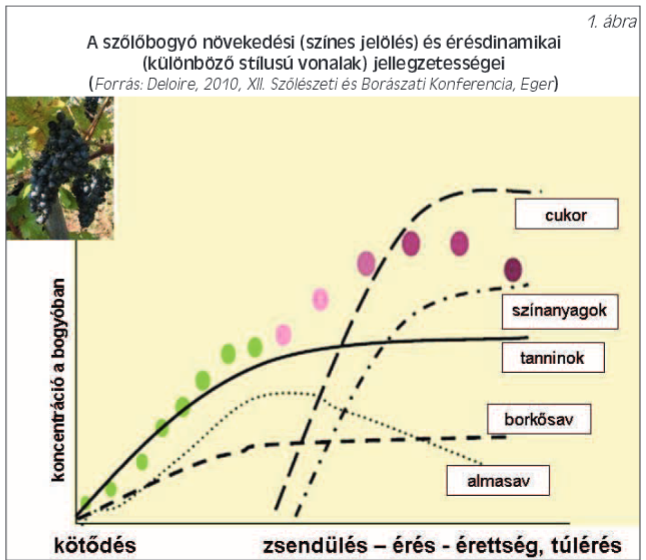 1. ábra
A szőlőbogyó növekedési (színes jelölés) és érésdinamikai
(különböző stílusú vonalak) jellegzetességei
(Forrás: Deloire, 2010, XII. Szőlészeti és Borászati Konferencia, Eger)
koncentráció a bogyóban
cukor
színanyagok
tanninok
borkősav
almasav
kötődés
zsendülés – érés - érettség, túlérés